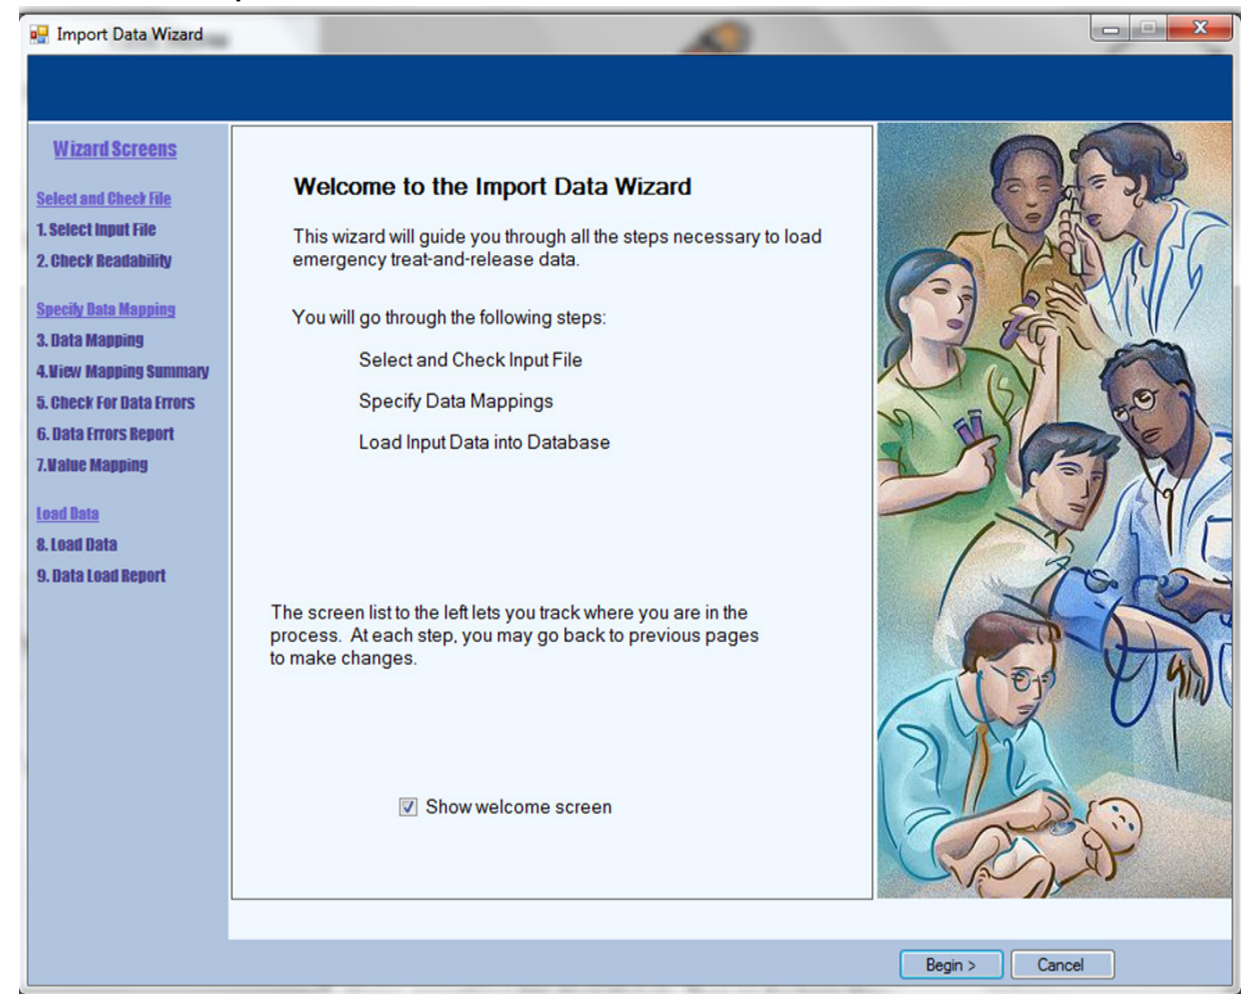 Import Data Wizard
X
Wizard Screens
Select and Check File
1. Select Input File
2. Check Readability
Specify Data Mapping
3. Data Mapping
4.View Mapping Summary
5. Check For Data Errors
6. Data Errors Report
7.Value Mapping
Load Data
8. Load Data
9. Data Load Report
Welcome to the Import Data Wizard
This wizard will guide you through all the steps necessary to load
emergency treat-and-release data.
You will go through the following steps:
Select and Check Input File
Specify Data Mappings
Load Input Data into Database
The screen list to the left lets you track where you are in the
process.  At each step, you may go back to previous pages
to make changes.
Show welcome screen
Begin >
Cancel